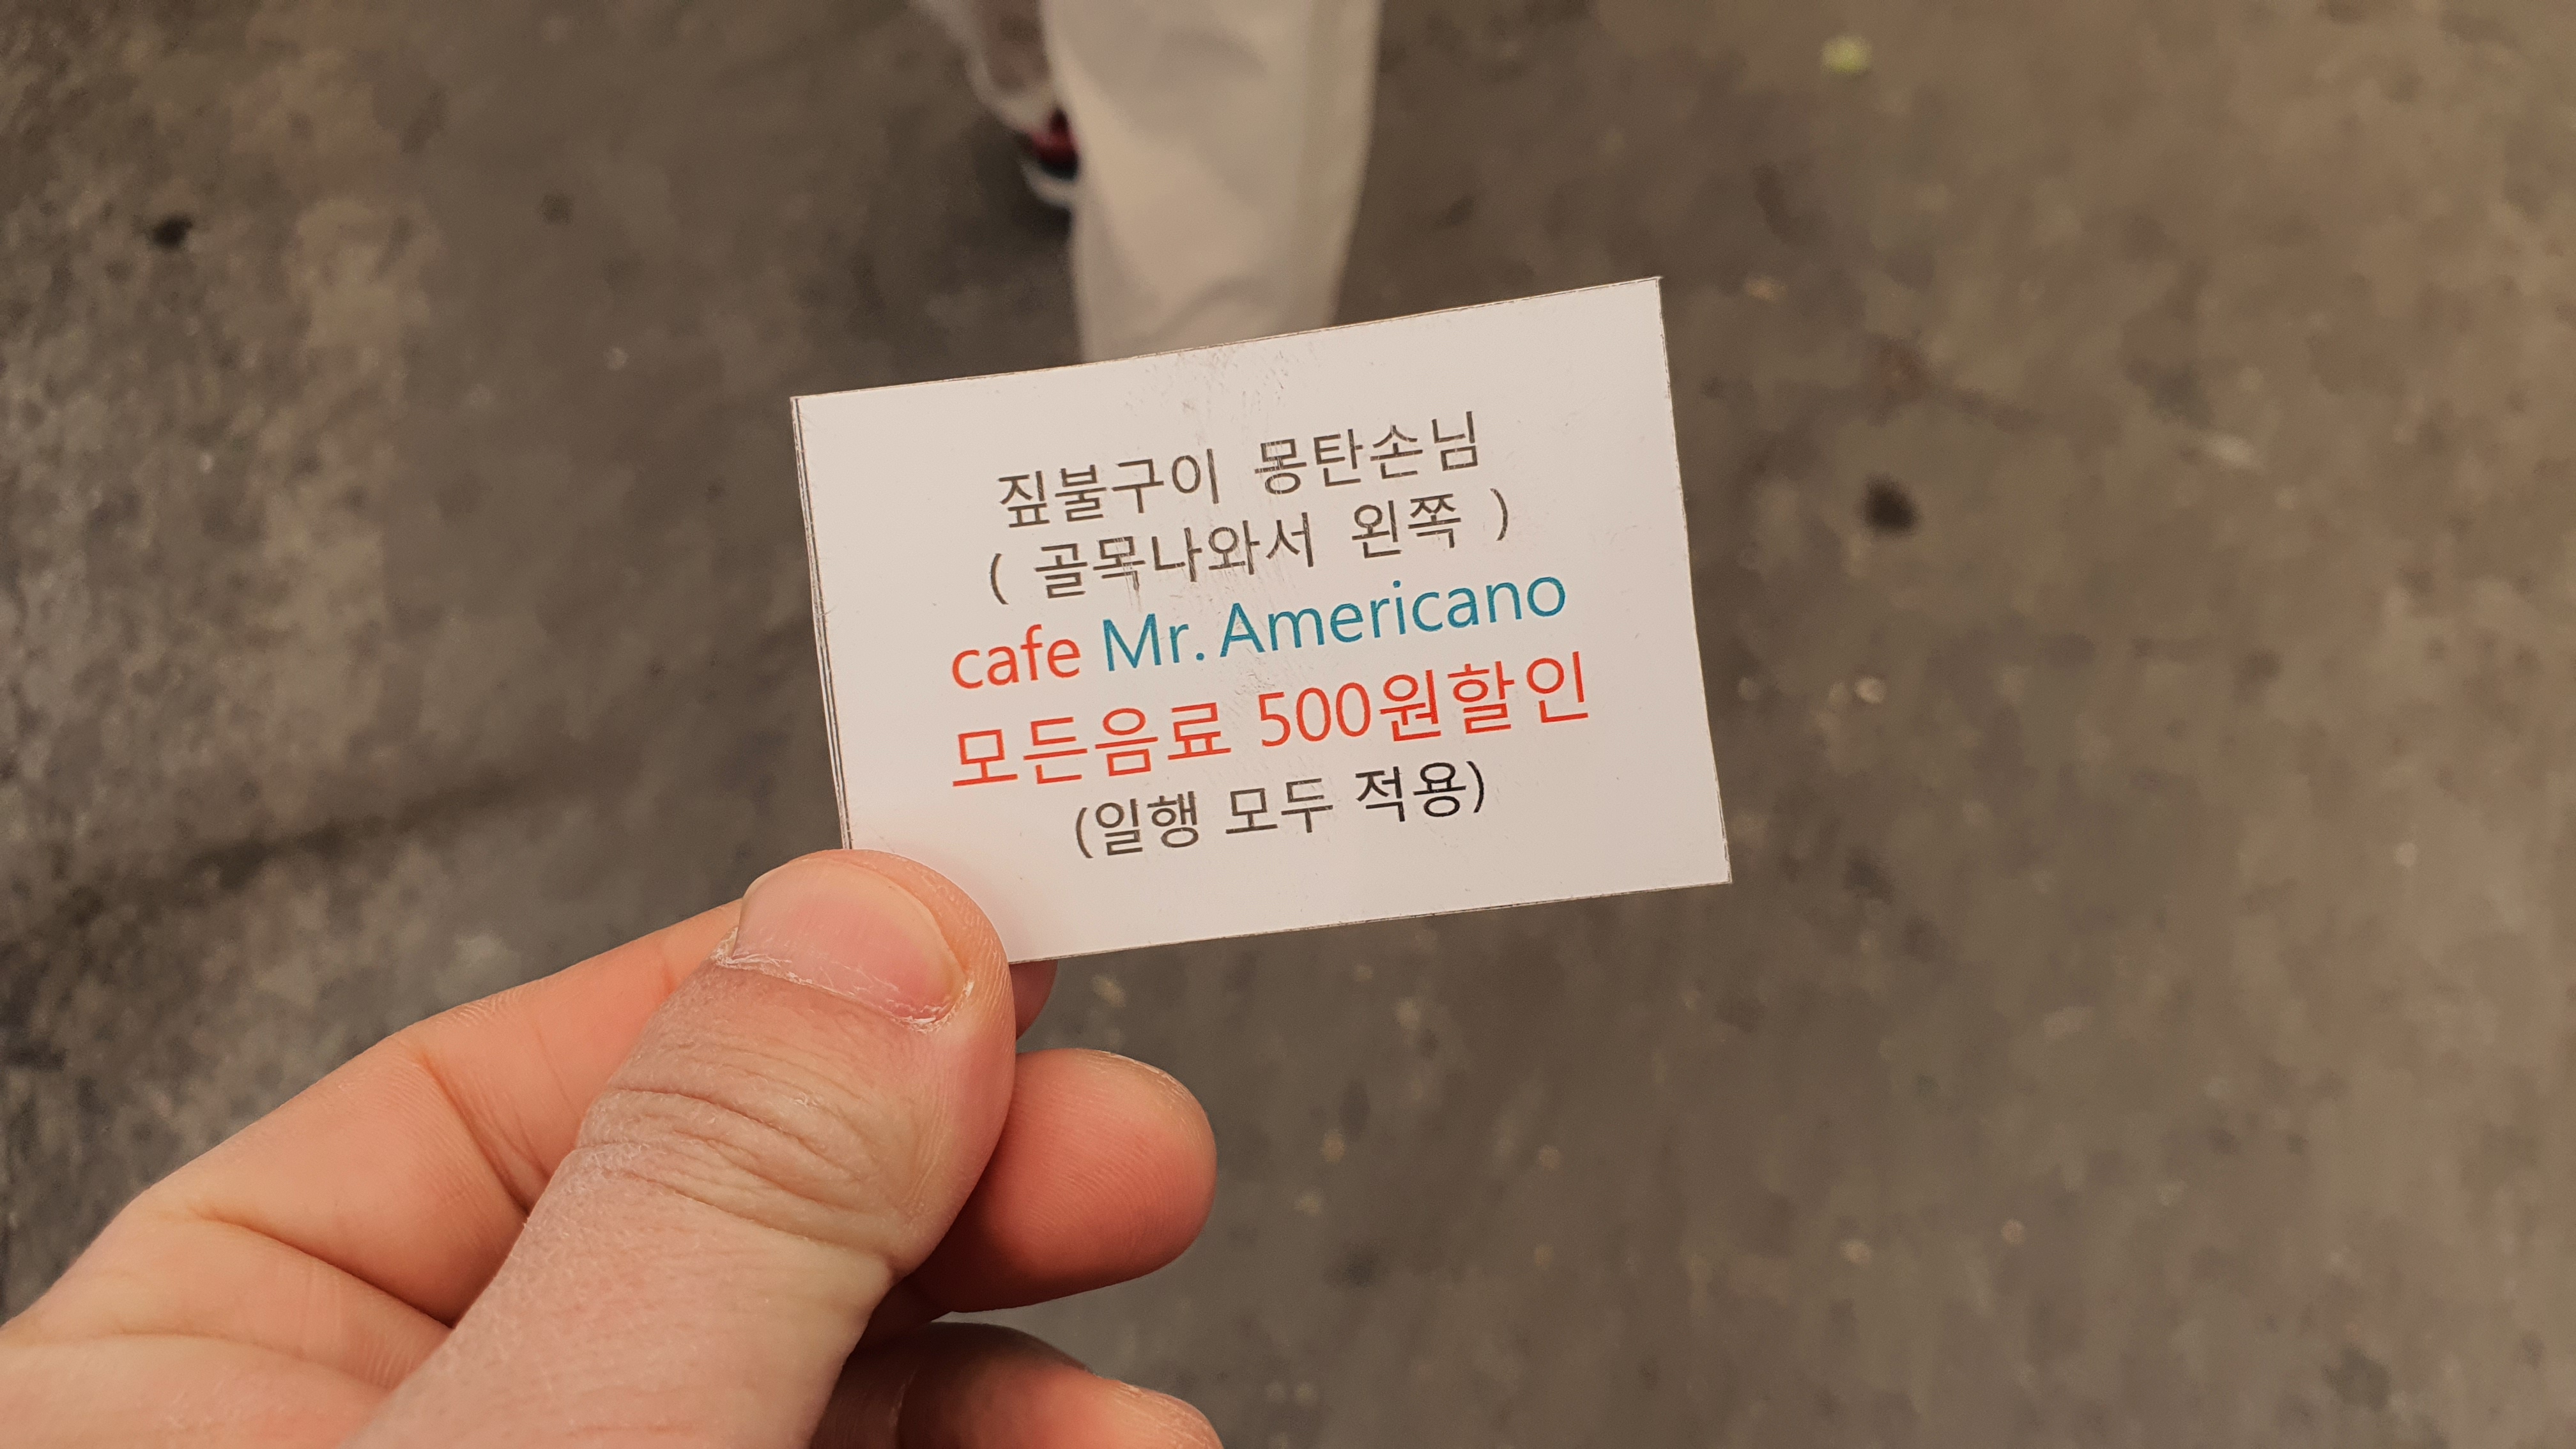 짚불구이 몽탄손님
( 골목나와서 왼쪽 )
cafe Mr. Americano
모든음료 500원할인
(일행 모두 적용)